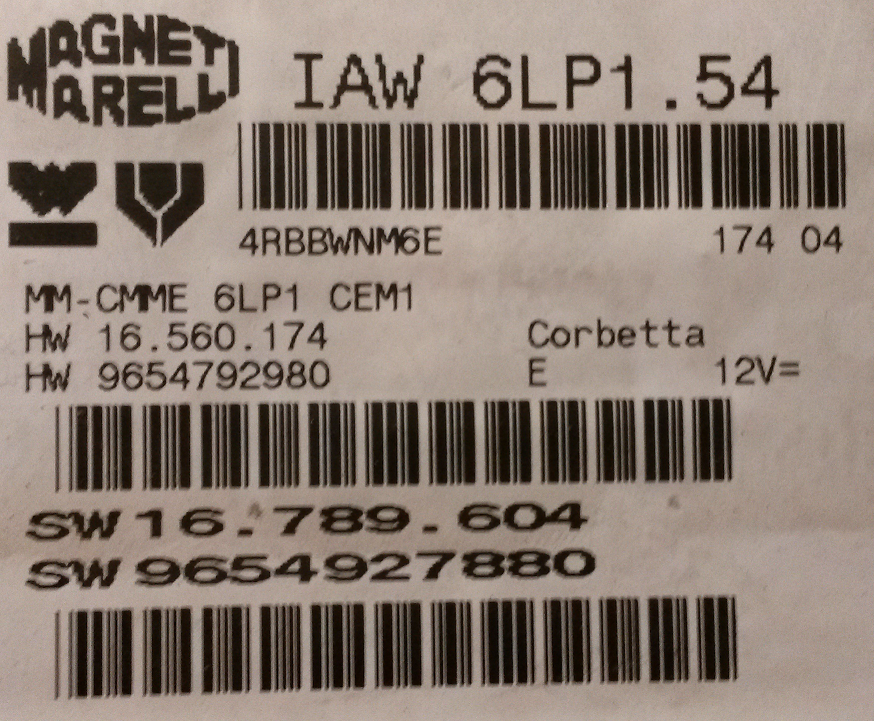 MAGNETI
MARELLI
IAW 6LP1.54
4RBBWNM6E 174 04
MM-CMME 6LP1 CEM1
HW 16.560.174 Corbetta
HW 9654792980 E 12V=
SW 16.789.604
SW 9654927880